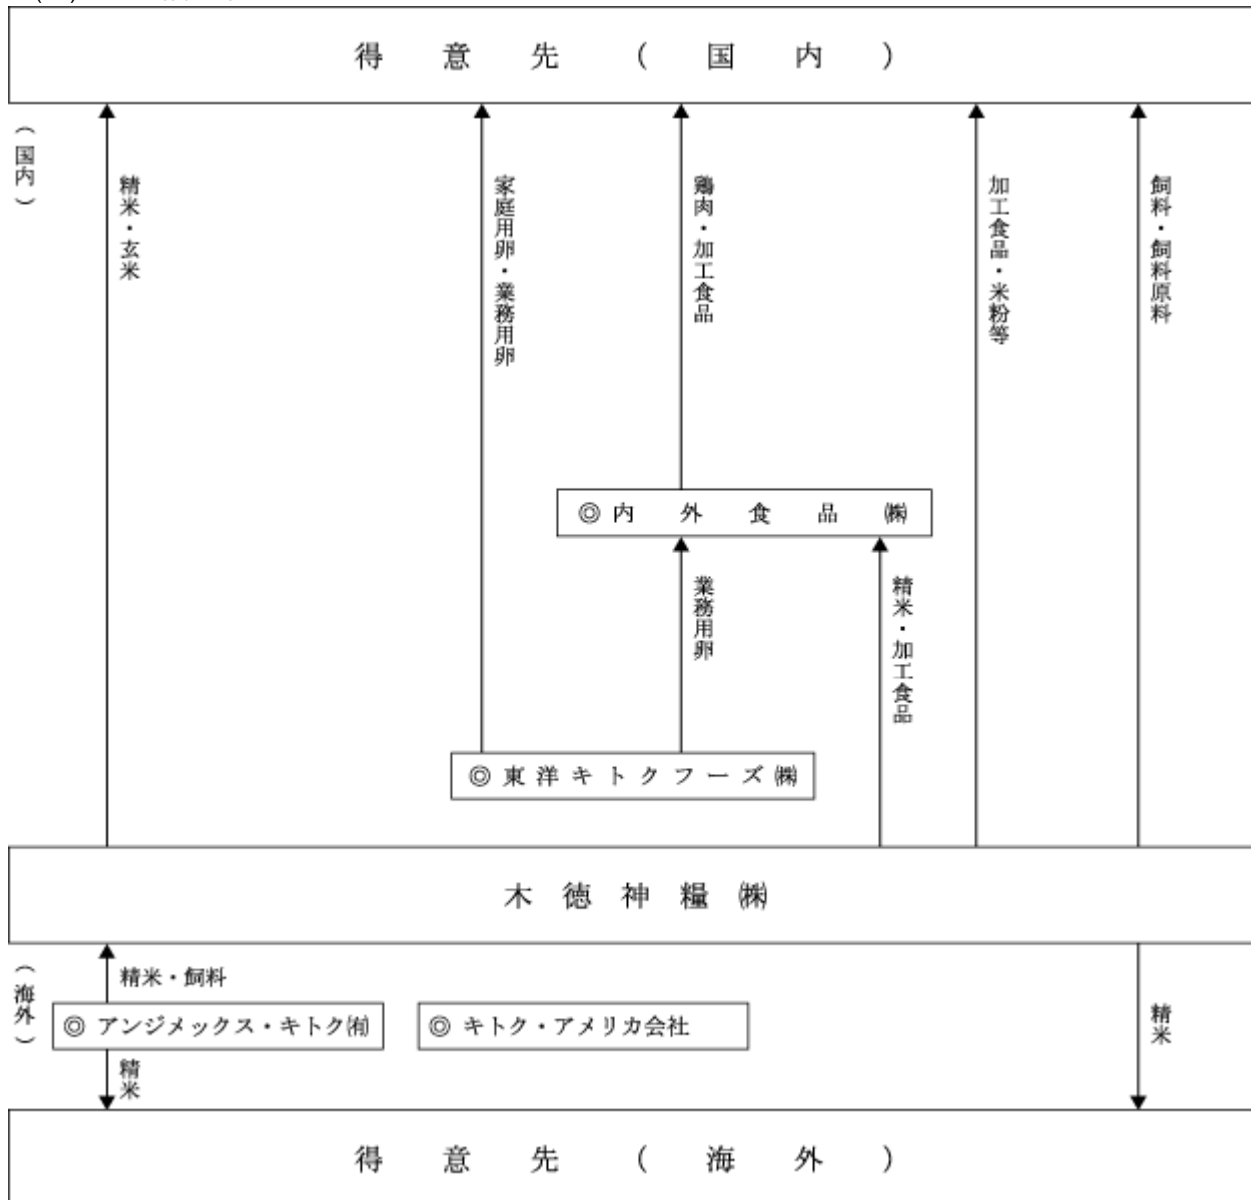 得意先(国内)
(国内)
精米・玄米
家庭用卵・業務用卵
鶏肉・加工食品
加工食品・米粉等
飼料・飼料原料
◎内外食品㈱
業務用卵
精米・加工食品
◎東洋キトクフーズ㈱
木徳神糧㈱
(海外)
精米・飼料
◎アンジメックス・キトク㈲
◎キトク・アメリカ会社
精米
精米
得意先(海外)